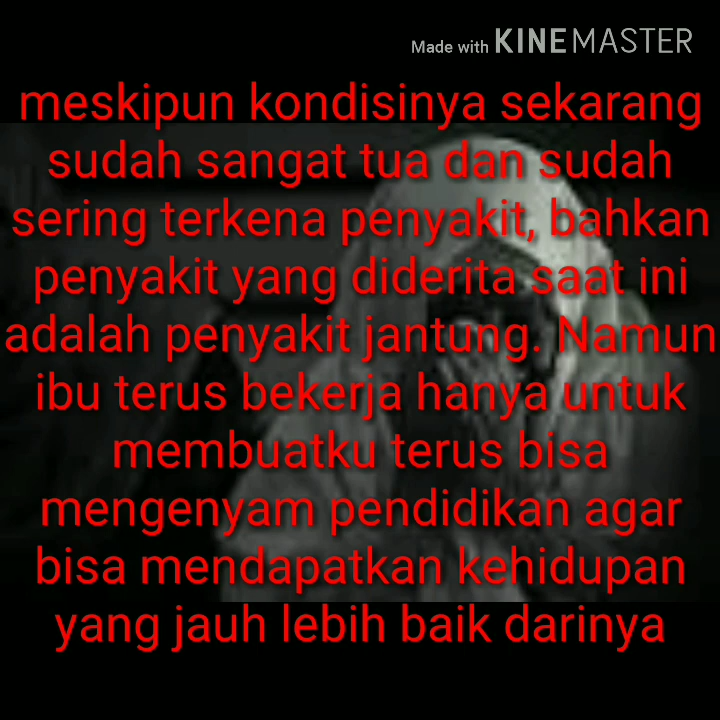 Made with KINEMASTER
meskipun kondisinya sekarang
sudah sangat tua dan sudah
sering terkena penyakit, bahkan
penyakit yang diderita saat ini
adalah penyakit jantung. Namun
ibu terus bekerja hanya untuk
membuatku terus bisa
mengenyam pendidikan agar
bisa mendapatkan kehidupan
yang jauh lebih baik darinya